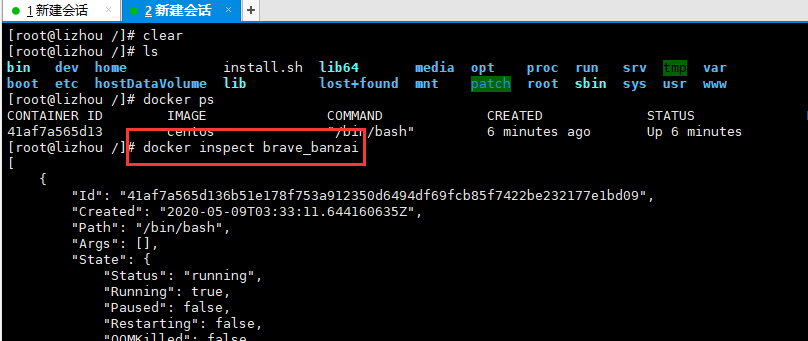 1 新建会话 × 2 新建会话 × +
[root@lizhou /]# clear
[root@lizhou /]# ls
bin dev home install.sh lib64 media opt proc run srv tmp var
boot etc hostDataVolume lib lost+found mnt patch root sbin sys usr www
[root@lizhou /]# docker ps
CONTAINER ID IMAGE COMMAND CREATED STATUS
41af7a565d13 centos "/bin/bash" 6 minutes ago Up 6 minutes
[root@lizhou /]# docker inspect brave_banzai
[
{
"Id": "41af7a565d136b51e178f753a912350d6494df69fcb85f7422be232177e1bd09",
"Created": "2020-05-09T03:33:11.644160635Z",
"Path": "/bin/bash",
"Args": [],
"State": {
"Status": "running",
"Running": true,
"Paused": false,
"Restarting": false,
"OOMKilled": false